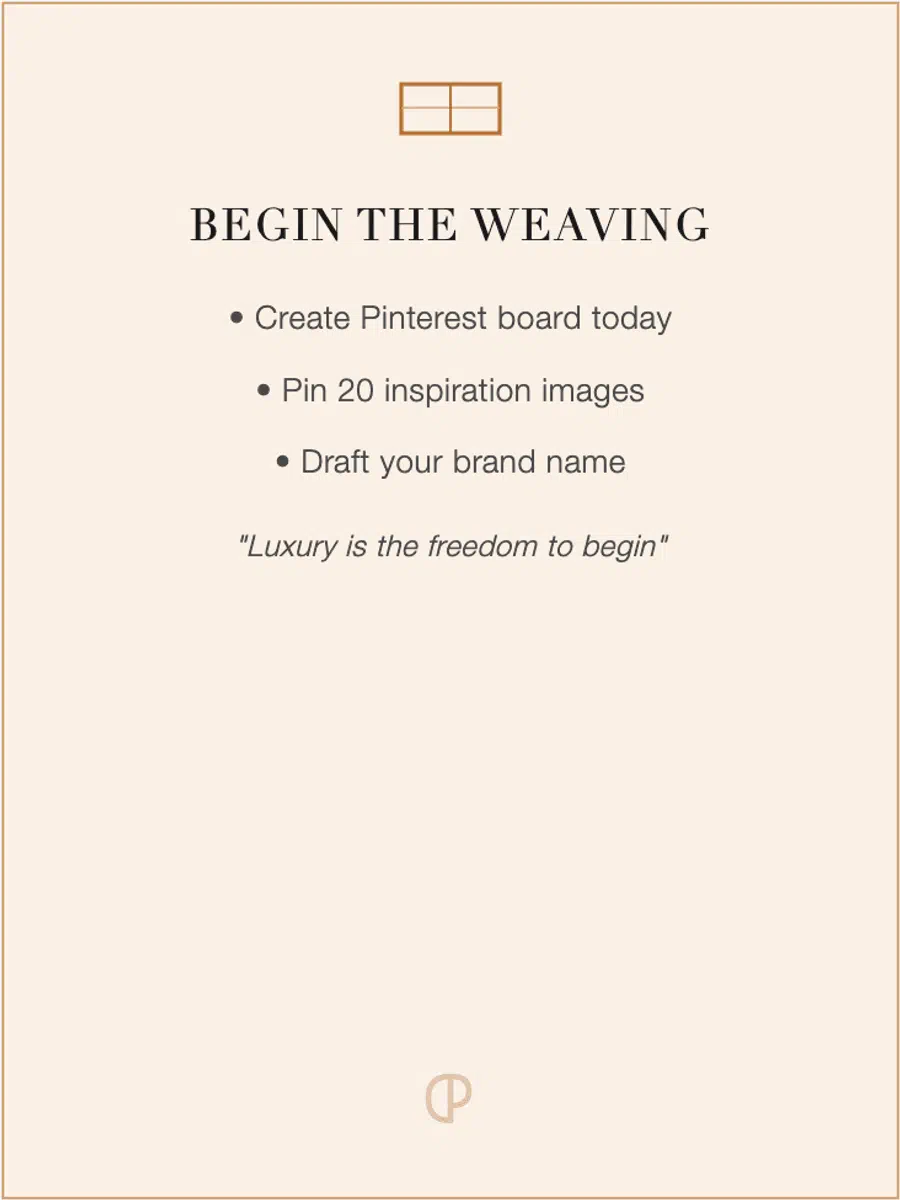 BEGIN THE WEAVING
• Create Pinterest board today
• Pin 20 inspiration images
• Draft your brand name
"Luxury is the freedom to begin"